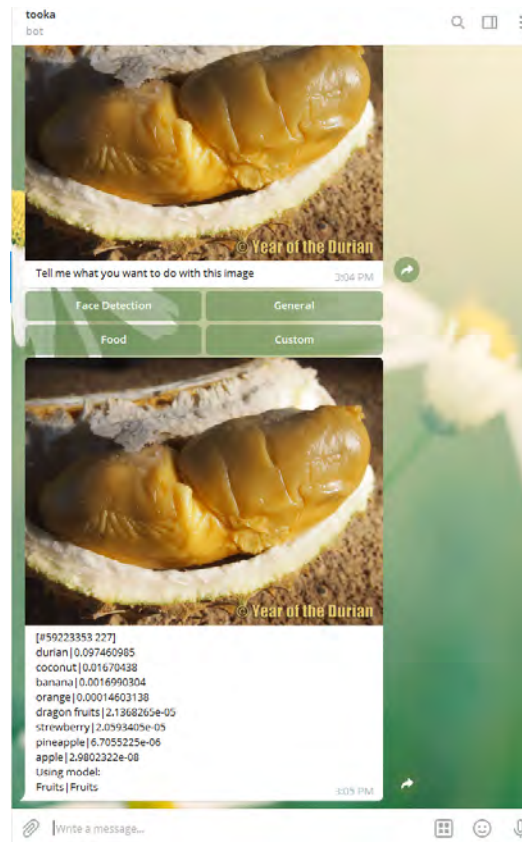 tooka
bot
© Year of the Durian
Tell me what you want to do with this image
3:04 PM
Face Detection
General
Food
Custom
© Year of the Durian
[#59223353 227]
durian|0.097460985
coconut|0.01670438
banana|0.0016990304
orange|0.00014603138
dragon fruits|2.1368265e-05
strewberry|2.0593405e-05
pineapple|6.7055225e-06
apple|2.9802322e-08
Using model:
Fruits|Fruits
3:05 PM
Write a message...